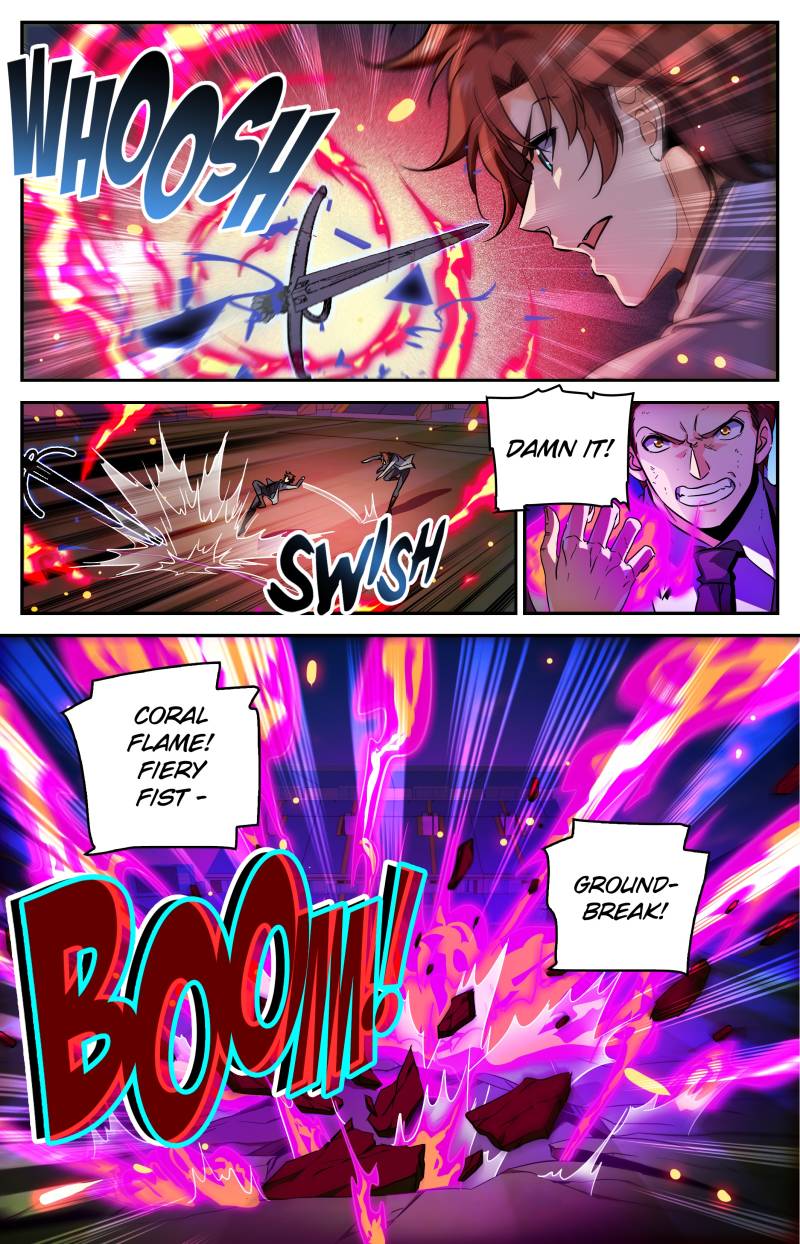 WHOOSH
DAMN IT!
SWISH
CORAL
FLAME!
FIERY
FIST -
GROUND-
BREAK!
BOOM!!